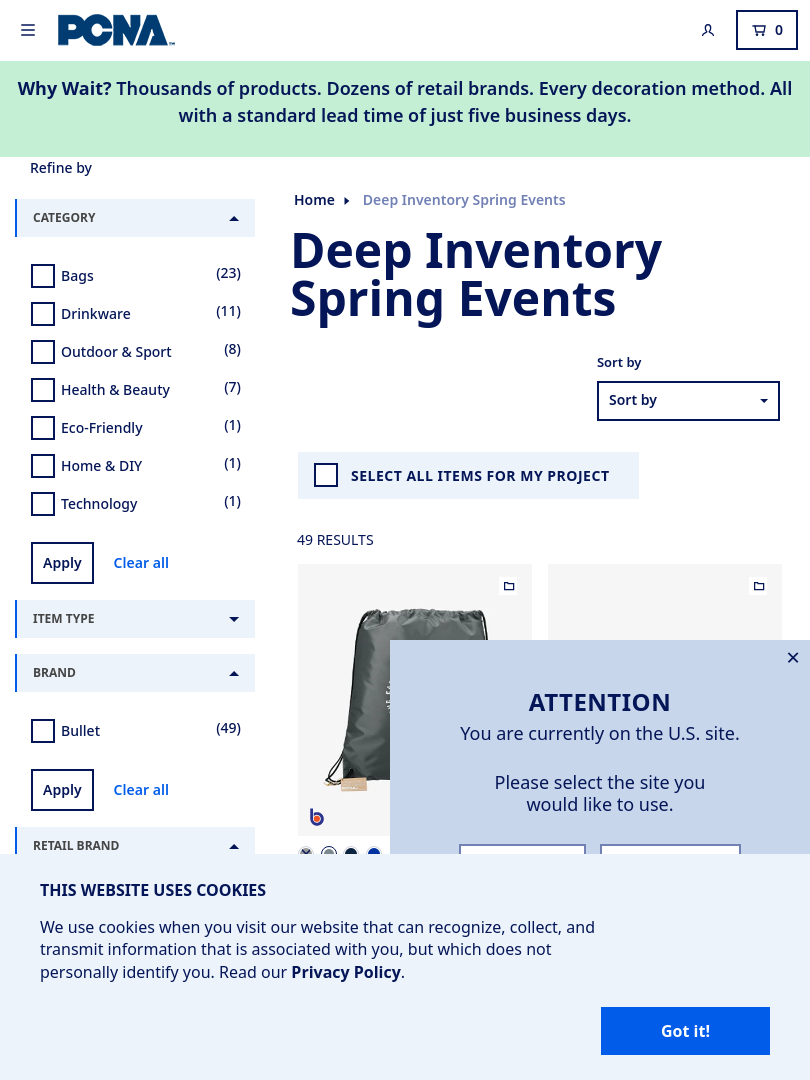 PCNA
0
Why Wait? Thousands of products. Dozens of retail brands. Every decoration method. All
with a standard lead time of just five business days.
Refine by
CATEGORY
Bags (23)
Drinkware (11)
Outdoor & Sport (8)
Health & Beauty (7)
Eco-Friendly (1)
Home & DIY (1)
Technology (1)
Apply Clear all
ITEM TYPE
BRAND
Bullet (49)
Apply Clear all
RETAIL BRAND
Home Deep Inventory Spring Events
Deep Inventory
Spring Events
Sort by
Sort by
SELECT ALL ITEMS FOR MY PROJECT
49 RESULTS
b
ATTENTION
You are currently on the U.S. site.
Please select the site you
would like to use.
THIS WEBSITE USES COOKIES
We use cookies when you visit our website that can recognize, collect, and
transmit information that is associated with you, but which does not
personally identify you. Read our Privacy Policy.
Got it!